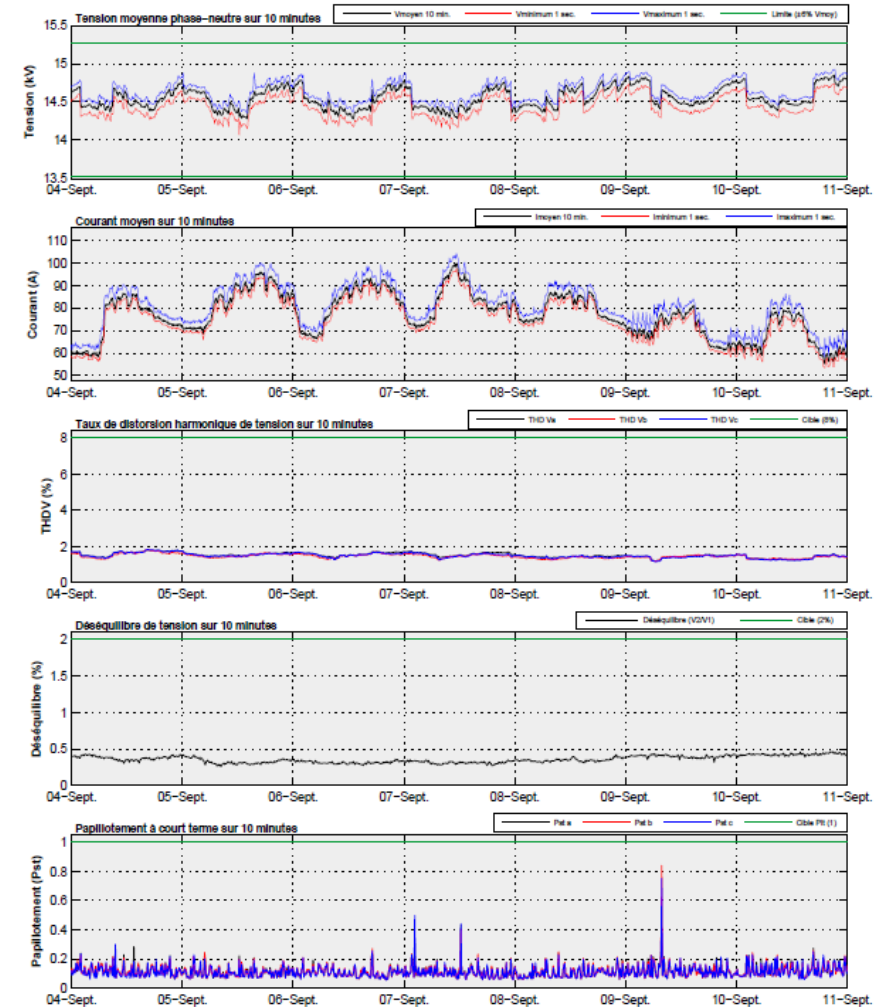 Tension moyenne phase-neutre sur 10 minutes
Vmoyen 10 min. Vminimum 1 sec. Vmaximum 1 sec. Limite (±6% Vmoy)
Tension (kV)
15.5
15
14.5
14
13.5
04-Sept. 05-Sept. 06-Sept. 07-Sept. 08-Sept. 09-Sept. 10-Sept. 11-Sept.
Courant moyen sur 10 minutes
Imoyen 10 min. Iminimum 1 sec. Imaximum 1 sec.
Courant (A)
110
100
90
80
70
60
50
04-Sept. 05-Sept. 06-Sept. 07-Sept. 08-Sept. 09-Sept. 10-Sept. 11-Sept.
Taux de distorsion harmonique de tension sur 10 minutes
THD Va THD Vb THD Vc Cible (8%)
THDV (%)
8
6
4
2
0
04-Sept. 05-Sept. 06-Sept. 07-Sept. 08-Sept. 09-Sept. 10-Sept. 11-Sept.
Déséquilibre de tension sur 10 minutes
Déséquilibre (V2/V1) Cible (2%)
Déséquilibre (%)
2
1.5
1
0.5
0
04-Sept. 05-Sept. 06-Sept. 07-Sept. 08-Sept. 09-Sept. 10-Sept. 11-Sept.
Papillotement à court terme sur 10 minutes
Pst a Pst b Pst c Cible Plt (1)
Papillotement (Pst)
1
0.8
0.6
0.4
0.2
0
04-Sept. 05-Sept. 06-Sept. 07-Sept. 08-Sept. 09-Sept. 10-Sept. 11-Sept.